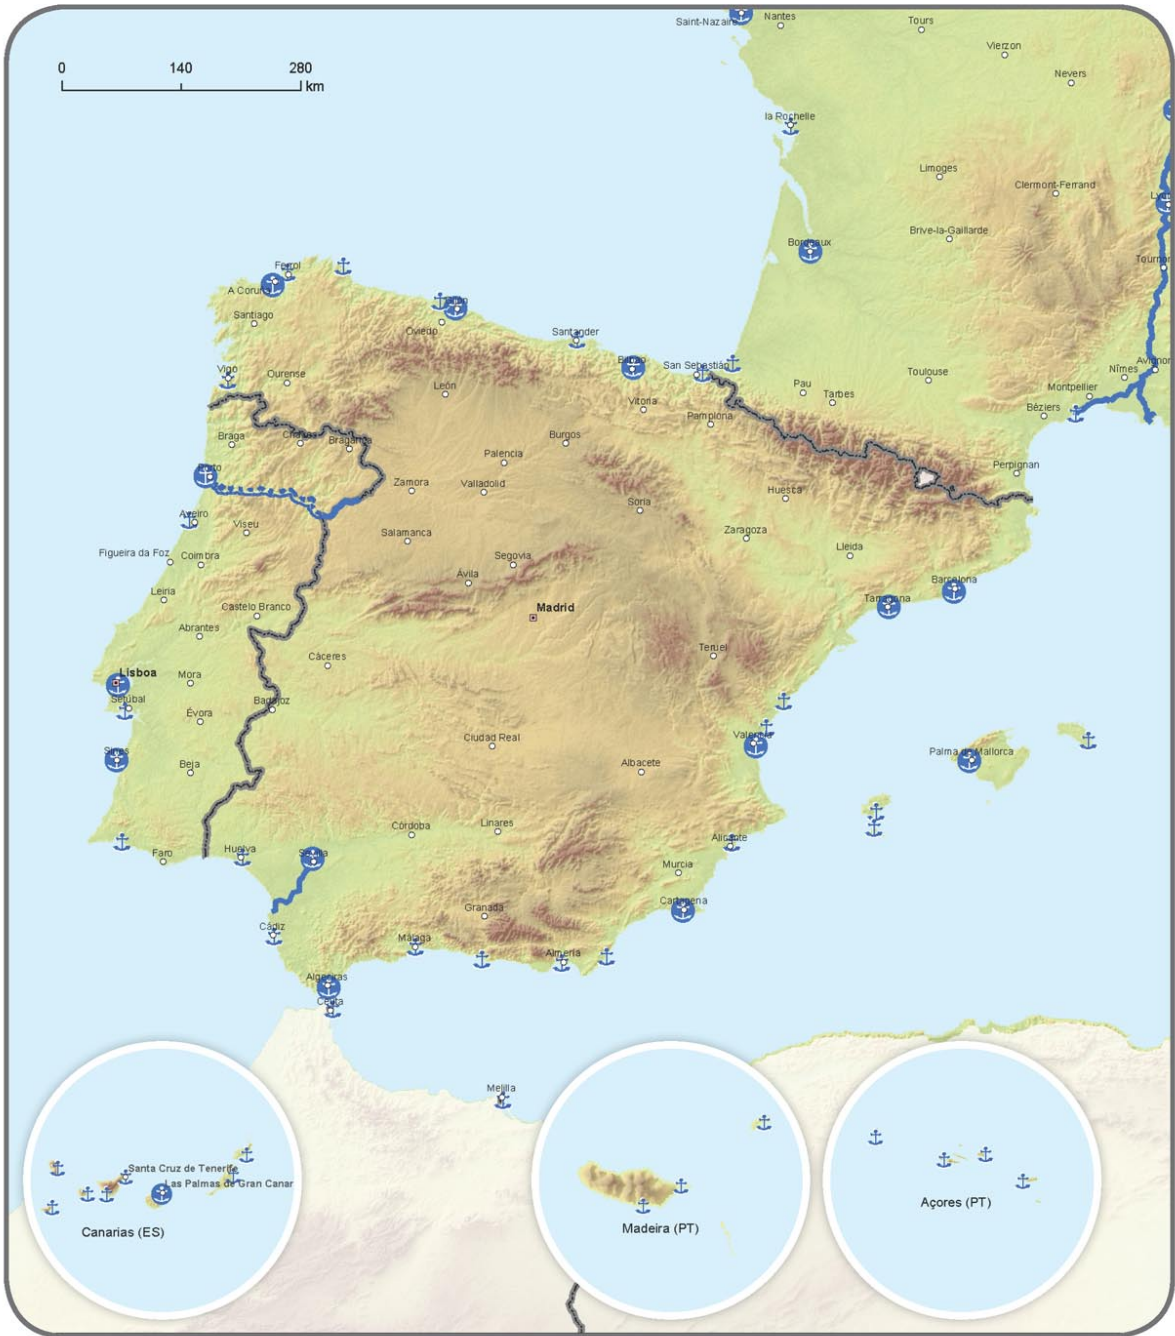 Saint-Nazaire
Nantes
Tours
Vierzon
Nevers
0 140 280
km
la Rochelle
Limoges
Clermont-Ferrand
Brive-la-Gaillarde
Bordeaux
Ferrol
A Coruña
Santiago
Oviedo
Santander
Bilbao
San Sebastián
Vigo
Ourense
León
Vitoria
Pamplona
Pau
Tarbes
Toulouse
Montpellier
Nîmes
Bèziers
Braga
Chaves
Bragança
Burgos
Palencia
Perpignan
Porto
Zamora
Valladolid
Soria
Huesca
Aveiro
Viseu
Salamanca
Zaragoza
Figueira da Foz
Coimbra
Segovia
Lleida
Leiria
Ávila
Barcelona
Castelo Branco
Madrid
Tarragona
Abrantes
Cáceres
Teruel
Lisboa
Mora
Setúbal
Évora
Badajoz
Ciudad Real
Valencia
Palma de Mallorca
Sines
Beja
Albacete
Córdoba
Linares
Alicante
Faro
Huelva
Sevilla
Murcia
Cádiz
Granada
Cartagena
Málaga
Almería
Algeciras
Ceuta
Melilla
Santa Cruz de Tenerife
Las Palmas de Gran Canar
Canarias (ES)
Madeira (PT)
Açores (PT)